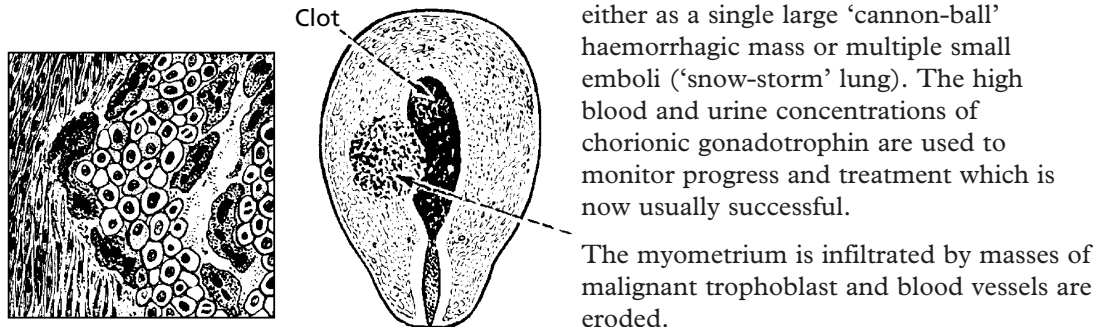 Clot
either as a single large ‘cannon-ball’
haemorrhagic mass or multiple small
emboli (‘snow-storm’ lung). The high
blood and urine concentrations of
chorionic gonadotrophin are used to
monitor progress and treatment which is
now usually successful.
The myometrium is infiltrated by masses of
malignant trophoblast and blood vessels are
eroded.